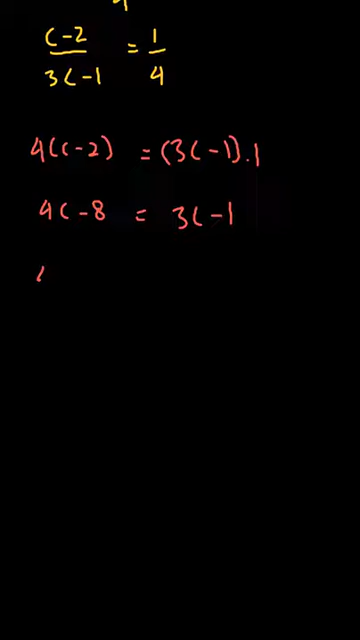 c-2/3c-1 = 1/4
4(c-2) = (3c-1).1
4c-8 = 3c-1